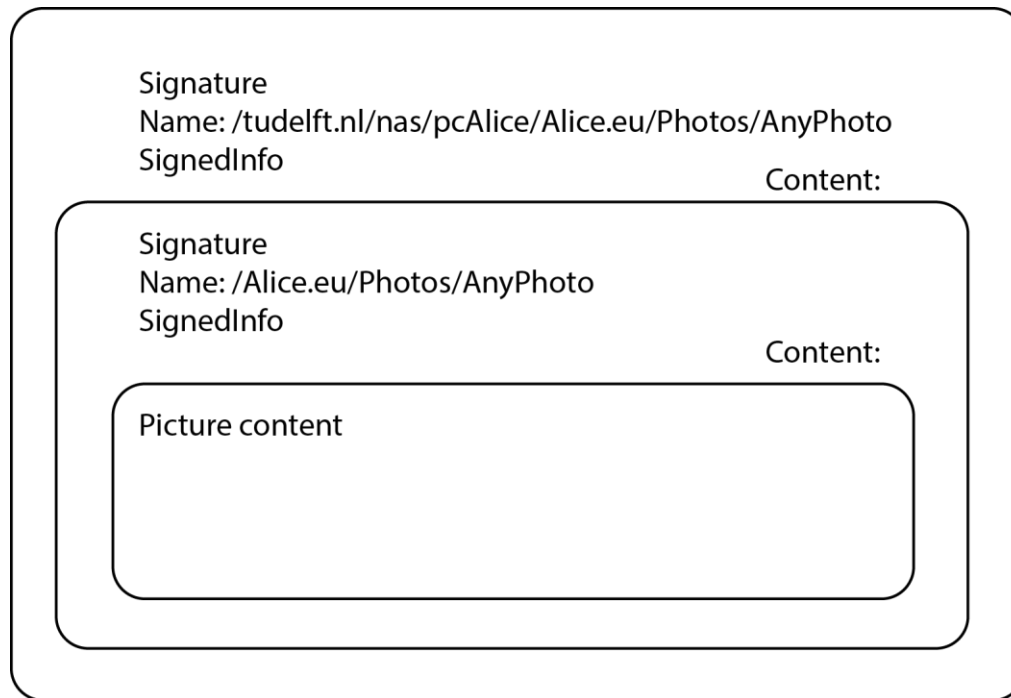 Signature
Name: /tudelft.nl/nas/pcAlice/Alice.eu/Photos/AnyPhoto
SignedInfo
Content:
Signature
Name: /Alice.eu/Photos/AnyPhoto
SignedInfo
Content:
Picture content